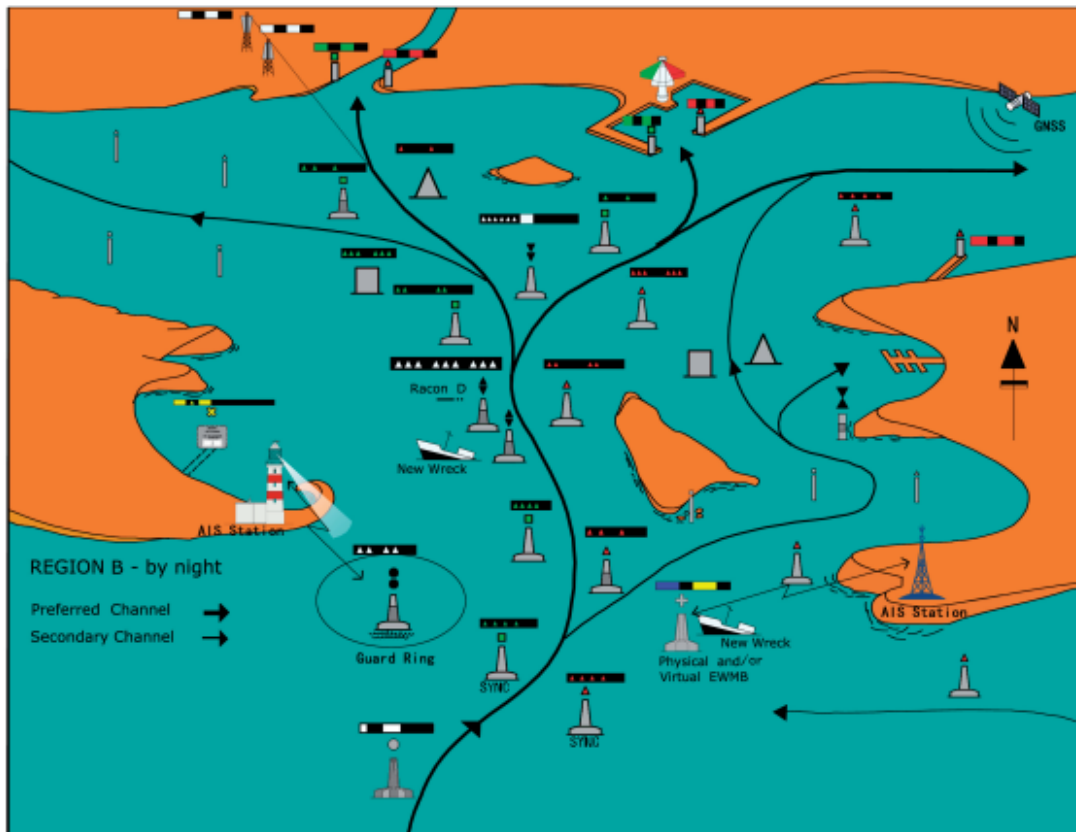 GNSS
Racon D
New Wreck
AIS Station
REGION B - by night
Preferred Channel
Secondary Channel
Guard Ring
SYNC
SYNC
New Wreck
Physical and/or
Virtual EWMB
AIS Station
N